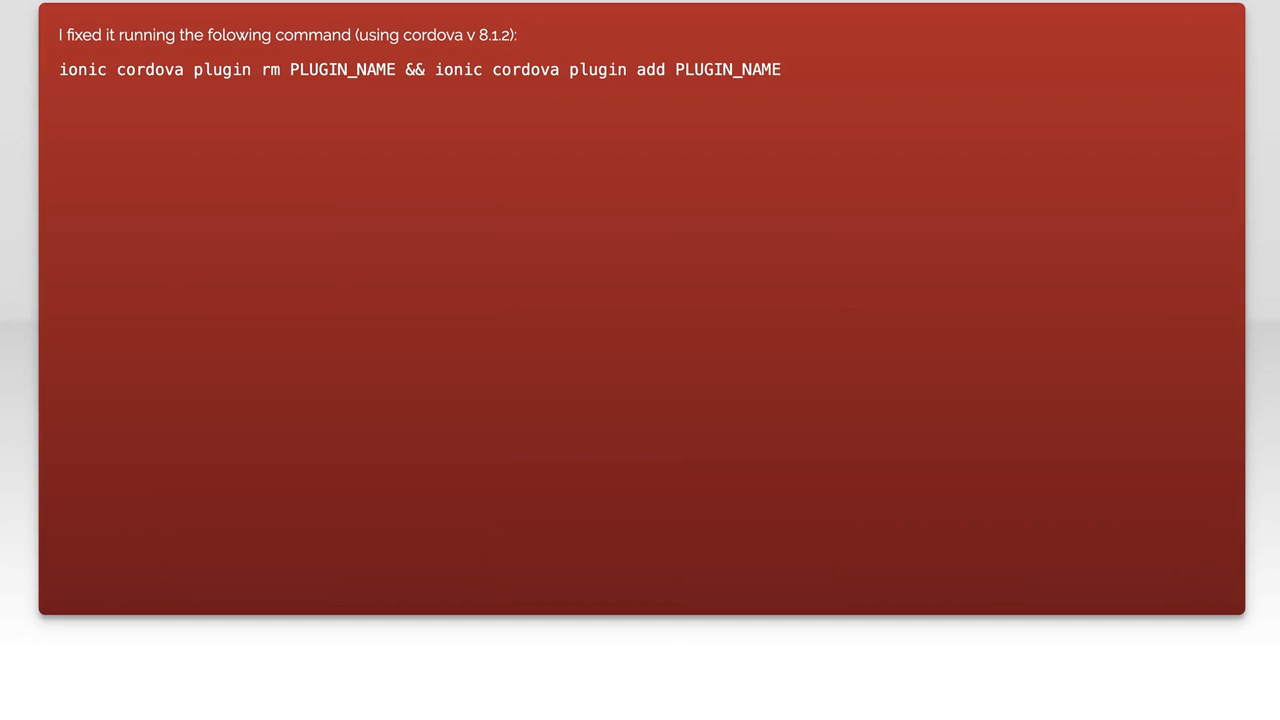 I fixed it running the folowing command (using cordova v 8.1.2):
ionic cordova plugin rm PLUGIN_NAME && ionic cordova plugin add PLUGIN_NAME